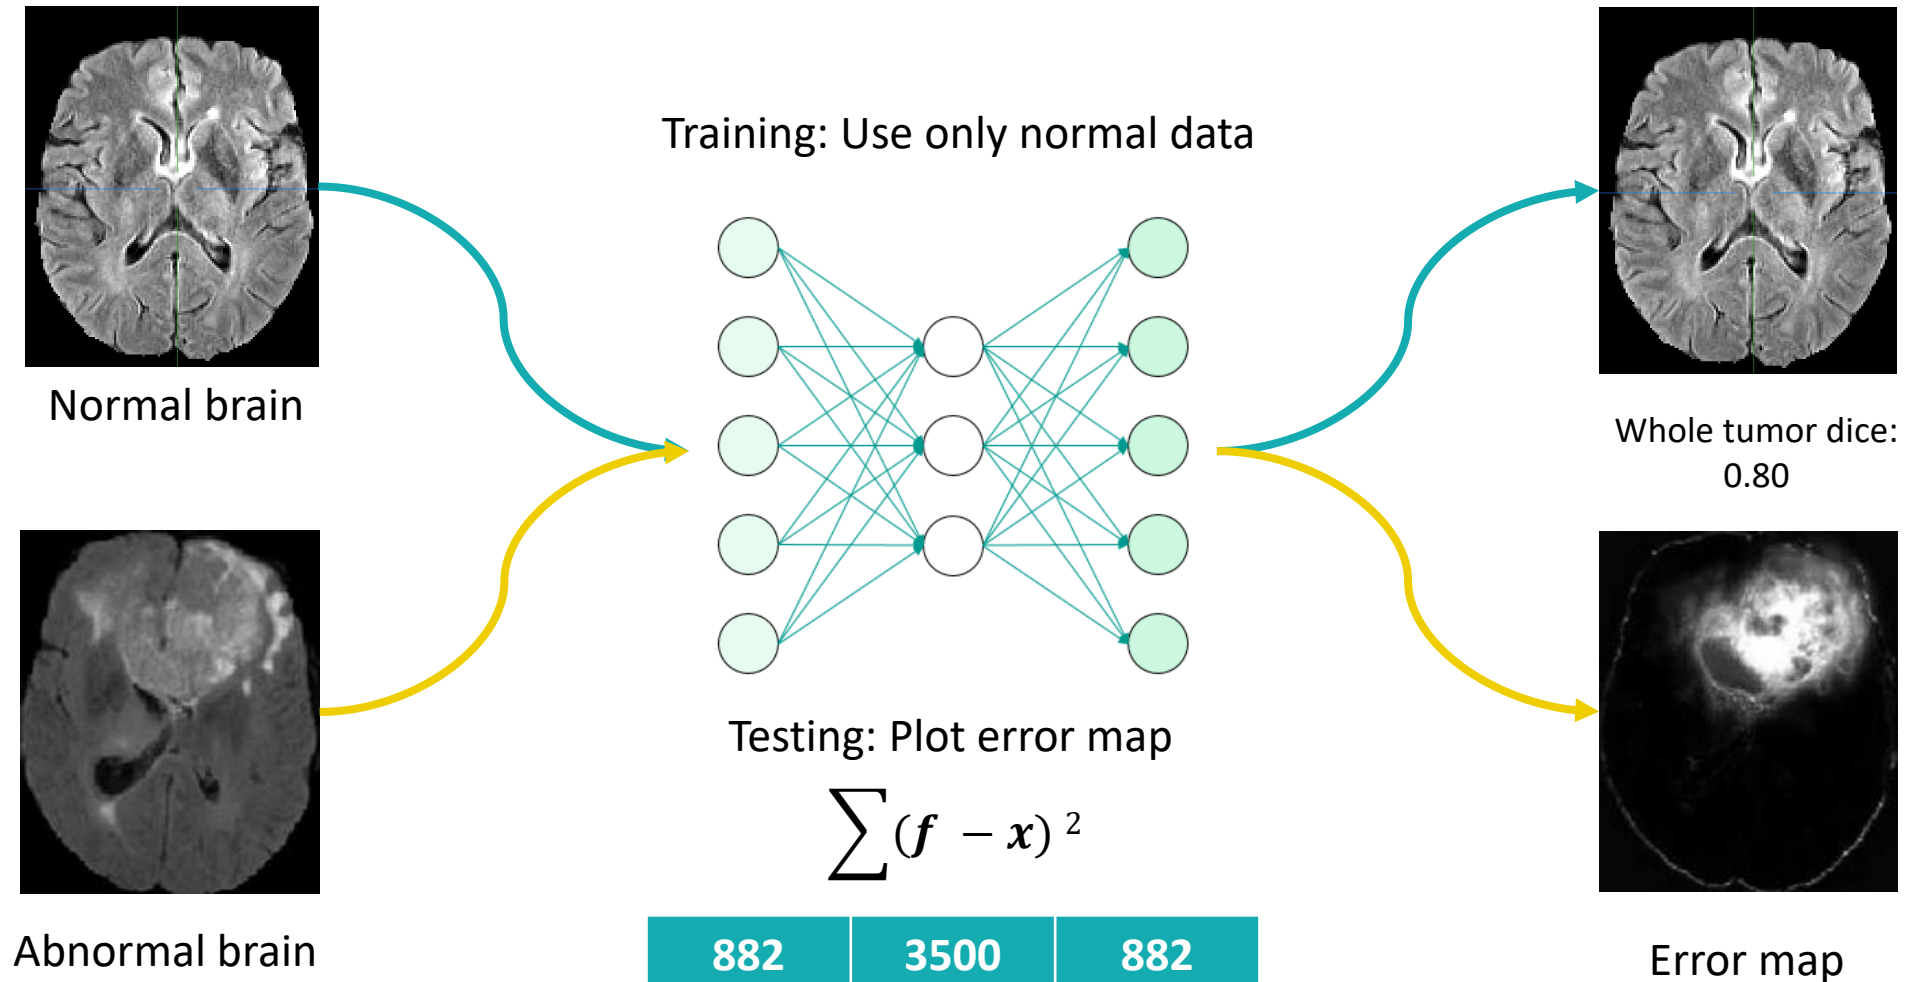 Training: Use only normal data
Normal brain
Whole tumor dice:
0.80
Testing: Plot error map
∑(f − x)²
Abnormal brain
882 3500 882
Error map